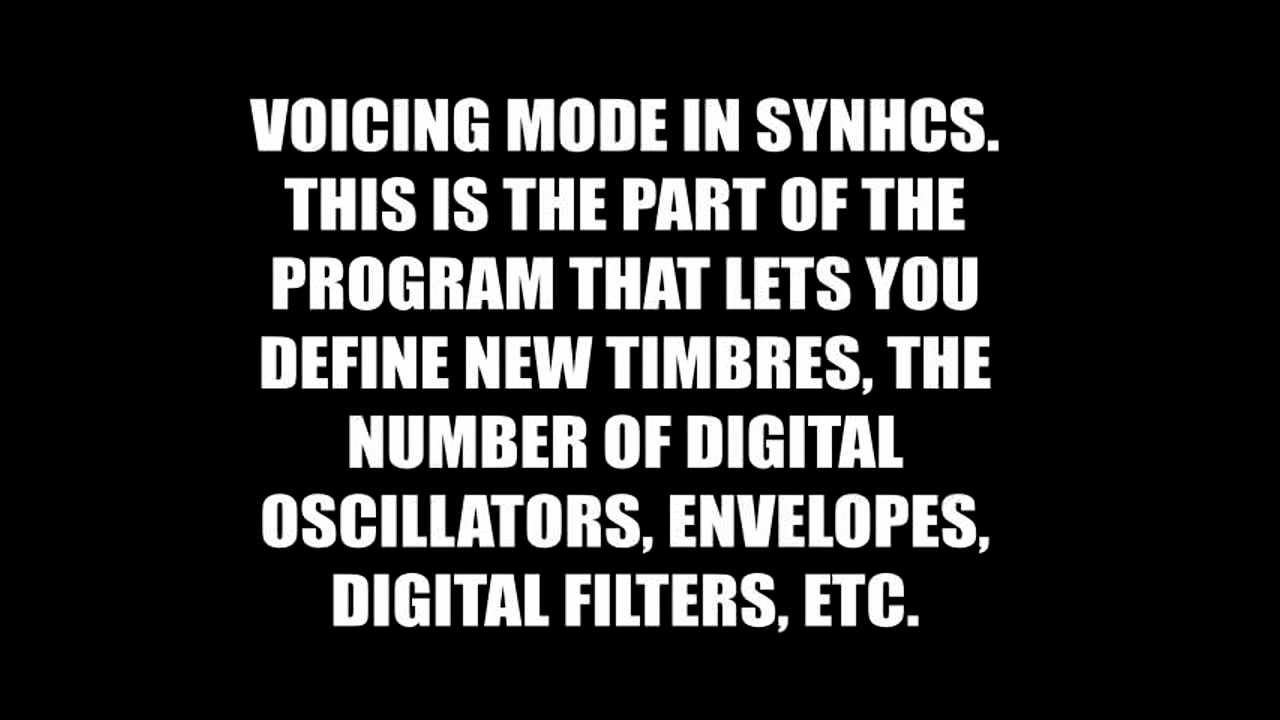 VOICING MODE IN SYNHCS.
THIS IS THE PART OF THE
PROGRAM THAT LETS YOU
DEFINE NEW TIMBRES, THE
NUMBER OF DIGITAL
OSCILLATORS, ENVELOPES,
DIGITAL FILTERS, ETC.